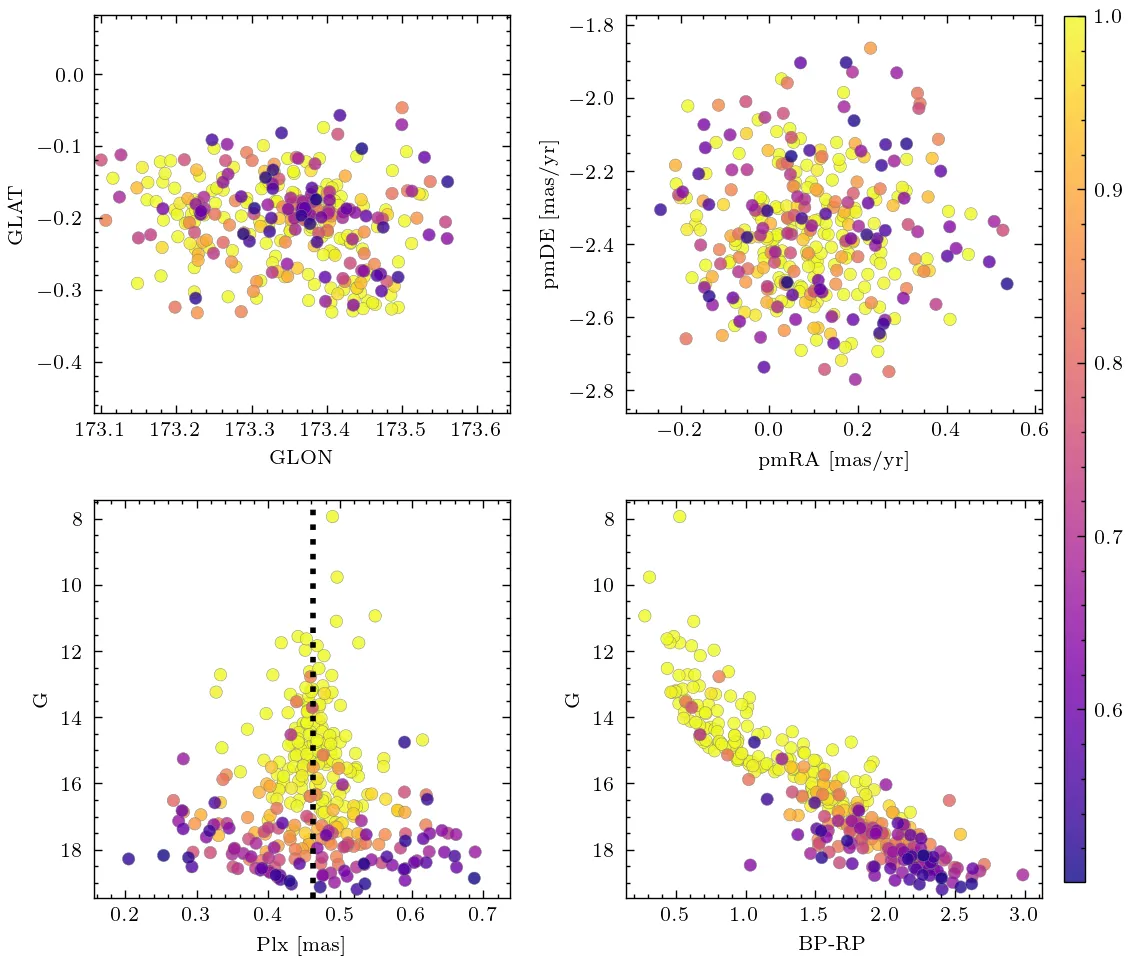 0.0
−0.1
−0.2
−0.3
−0.4
GLAT
173.1 173.2 173.3 173.4 173.5 173.6
GLON
−1.8
−2.0
−2.2
−2.4
−2.6
−2.8
pmDE [mas/yr]
−0.2 0.0 0.2 0.4 0.6
pmRA [mas/yr]
8
10
12
14
16
18
G
0.2 0.3 0.4 0.5 0.6 0.7
Plx [mas]
8
10
12
14
16
18
G
0.5 1.0 1.5 2.0 2.5 3.0
BP-RP
1.0
0.9
0.8
0.7
0.6